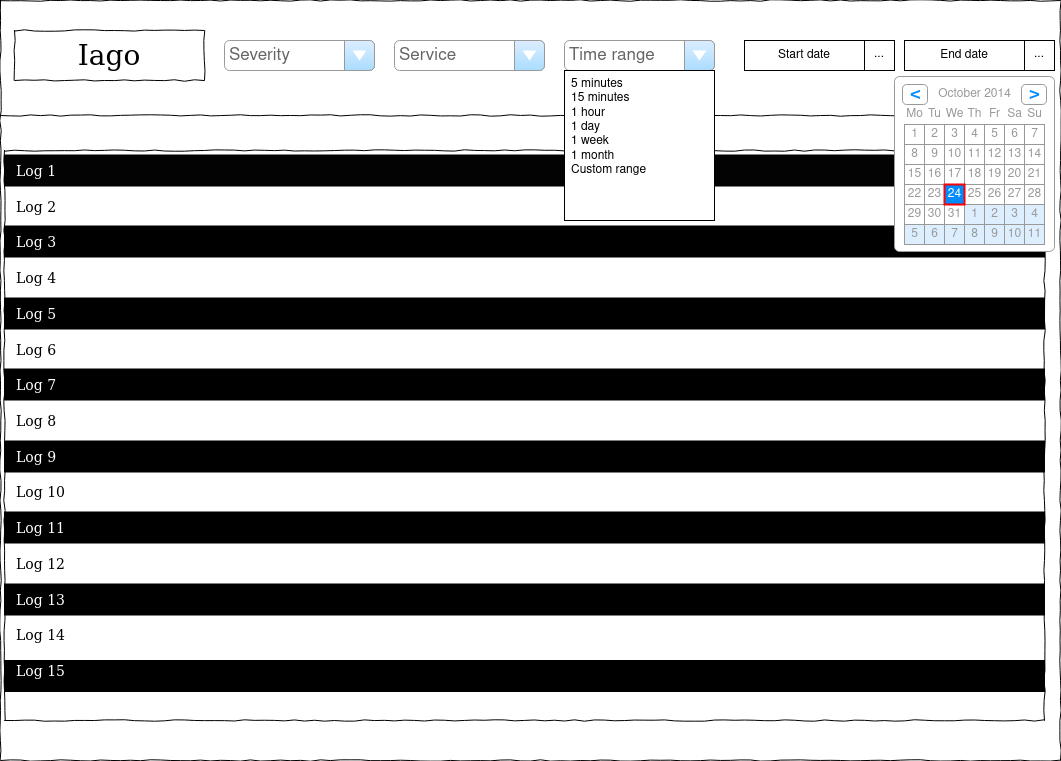 Iago
Severity
Service
Time range
Start date
...
End date
...
5 minutes
15 minutes
1 hour
1 day
1 week
1 month
Custom range
< October 2014 >
Mo Tu We Th Fr Sa Su
1 2 3 4 5 6 7
8 9 10 11 12 13 14
15 16 17 18 19 20 21
22 23 24 25 26 27 28
29 30 31 1 2 3 4
5 6 7 8 9 10 11
Log 1
Log 2
Log 3
Log 4
Log 5
Log 6
Log 7
Log 8
Log 9
Log 10
Log 11
Log 12
Log 13
Log 14
Log 15